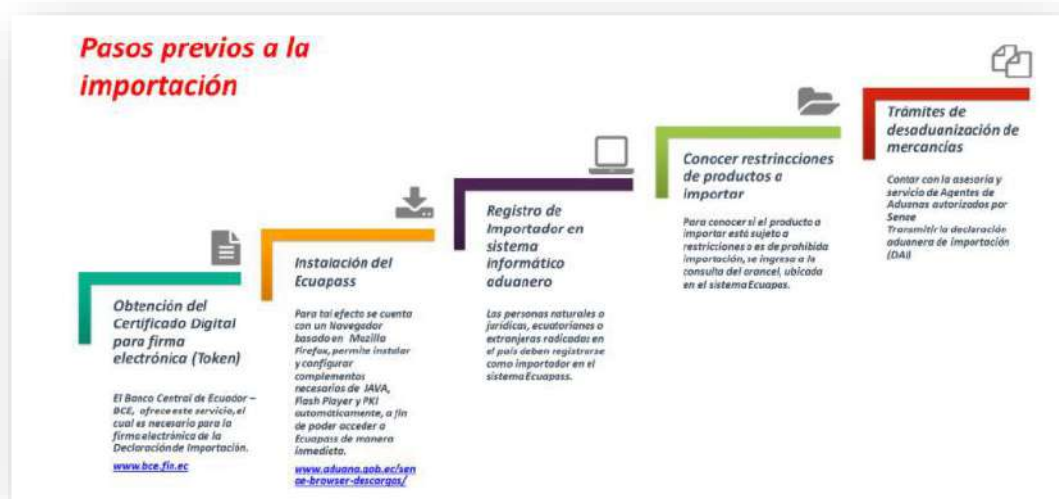 Pasos previos a la
importación
Obtención del
Certificado Digital
para firma
electrónica (Token)
El Banco Central de Ecuador –
BCE, ofrece este servicio, el
cual es necesario para la
firma electrónica de la
Declaración de Importación.
www.bce.fin.ec
Instalación del
Ecuapass
Para tal efecto se cuenta
con un Navegador
basado en Mozilla
Firefox, permite instalar
y configurar
complementos
necesarios de JAVA,
Flash Player y PKI
automáticamente, a fin
de poder acceder a
Ecuapass de manera
inmediata.
www.aduana.gob.ec/sen
ae-browser-descargas/
Registro de
Importador en
sistema
informático
aduanero
Las personas naturales o
jurídicas, ecuatorianas o
extranjeras radicadas en
el país deben registrarse
como importador en el
sistema Ecuapass.
Conocer restrincciones
de productos a
importar
Para conocer si el producto a
importar está sujeto a
restricciones o es de prohibida
importación, se ingresa a la
consulta del arancel, ubicada
en el sistema Ecuapas.
Trámites de
desaduanización de
mercancías
Contar con la asesoría y
servicio de Agentes de
Aduanas autorizados por
Senae
Transmitir la declaración
aduanera de importación
(DAI)